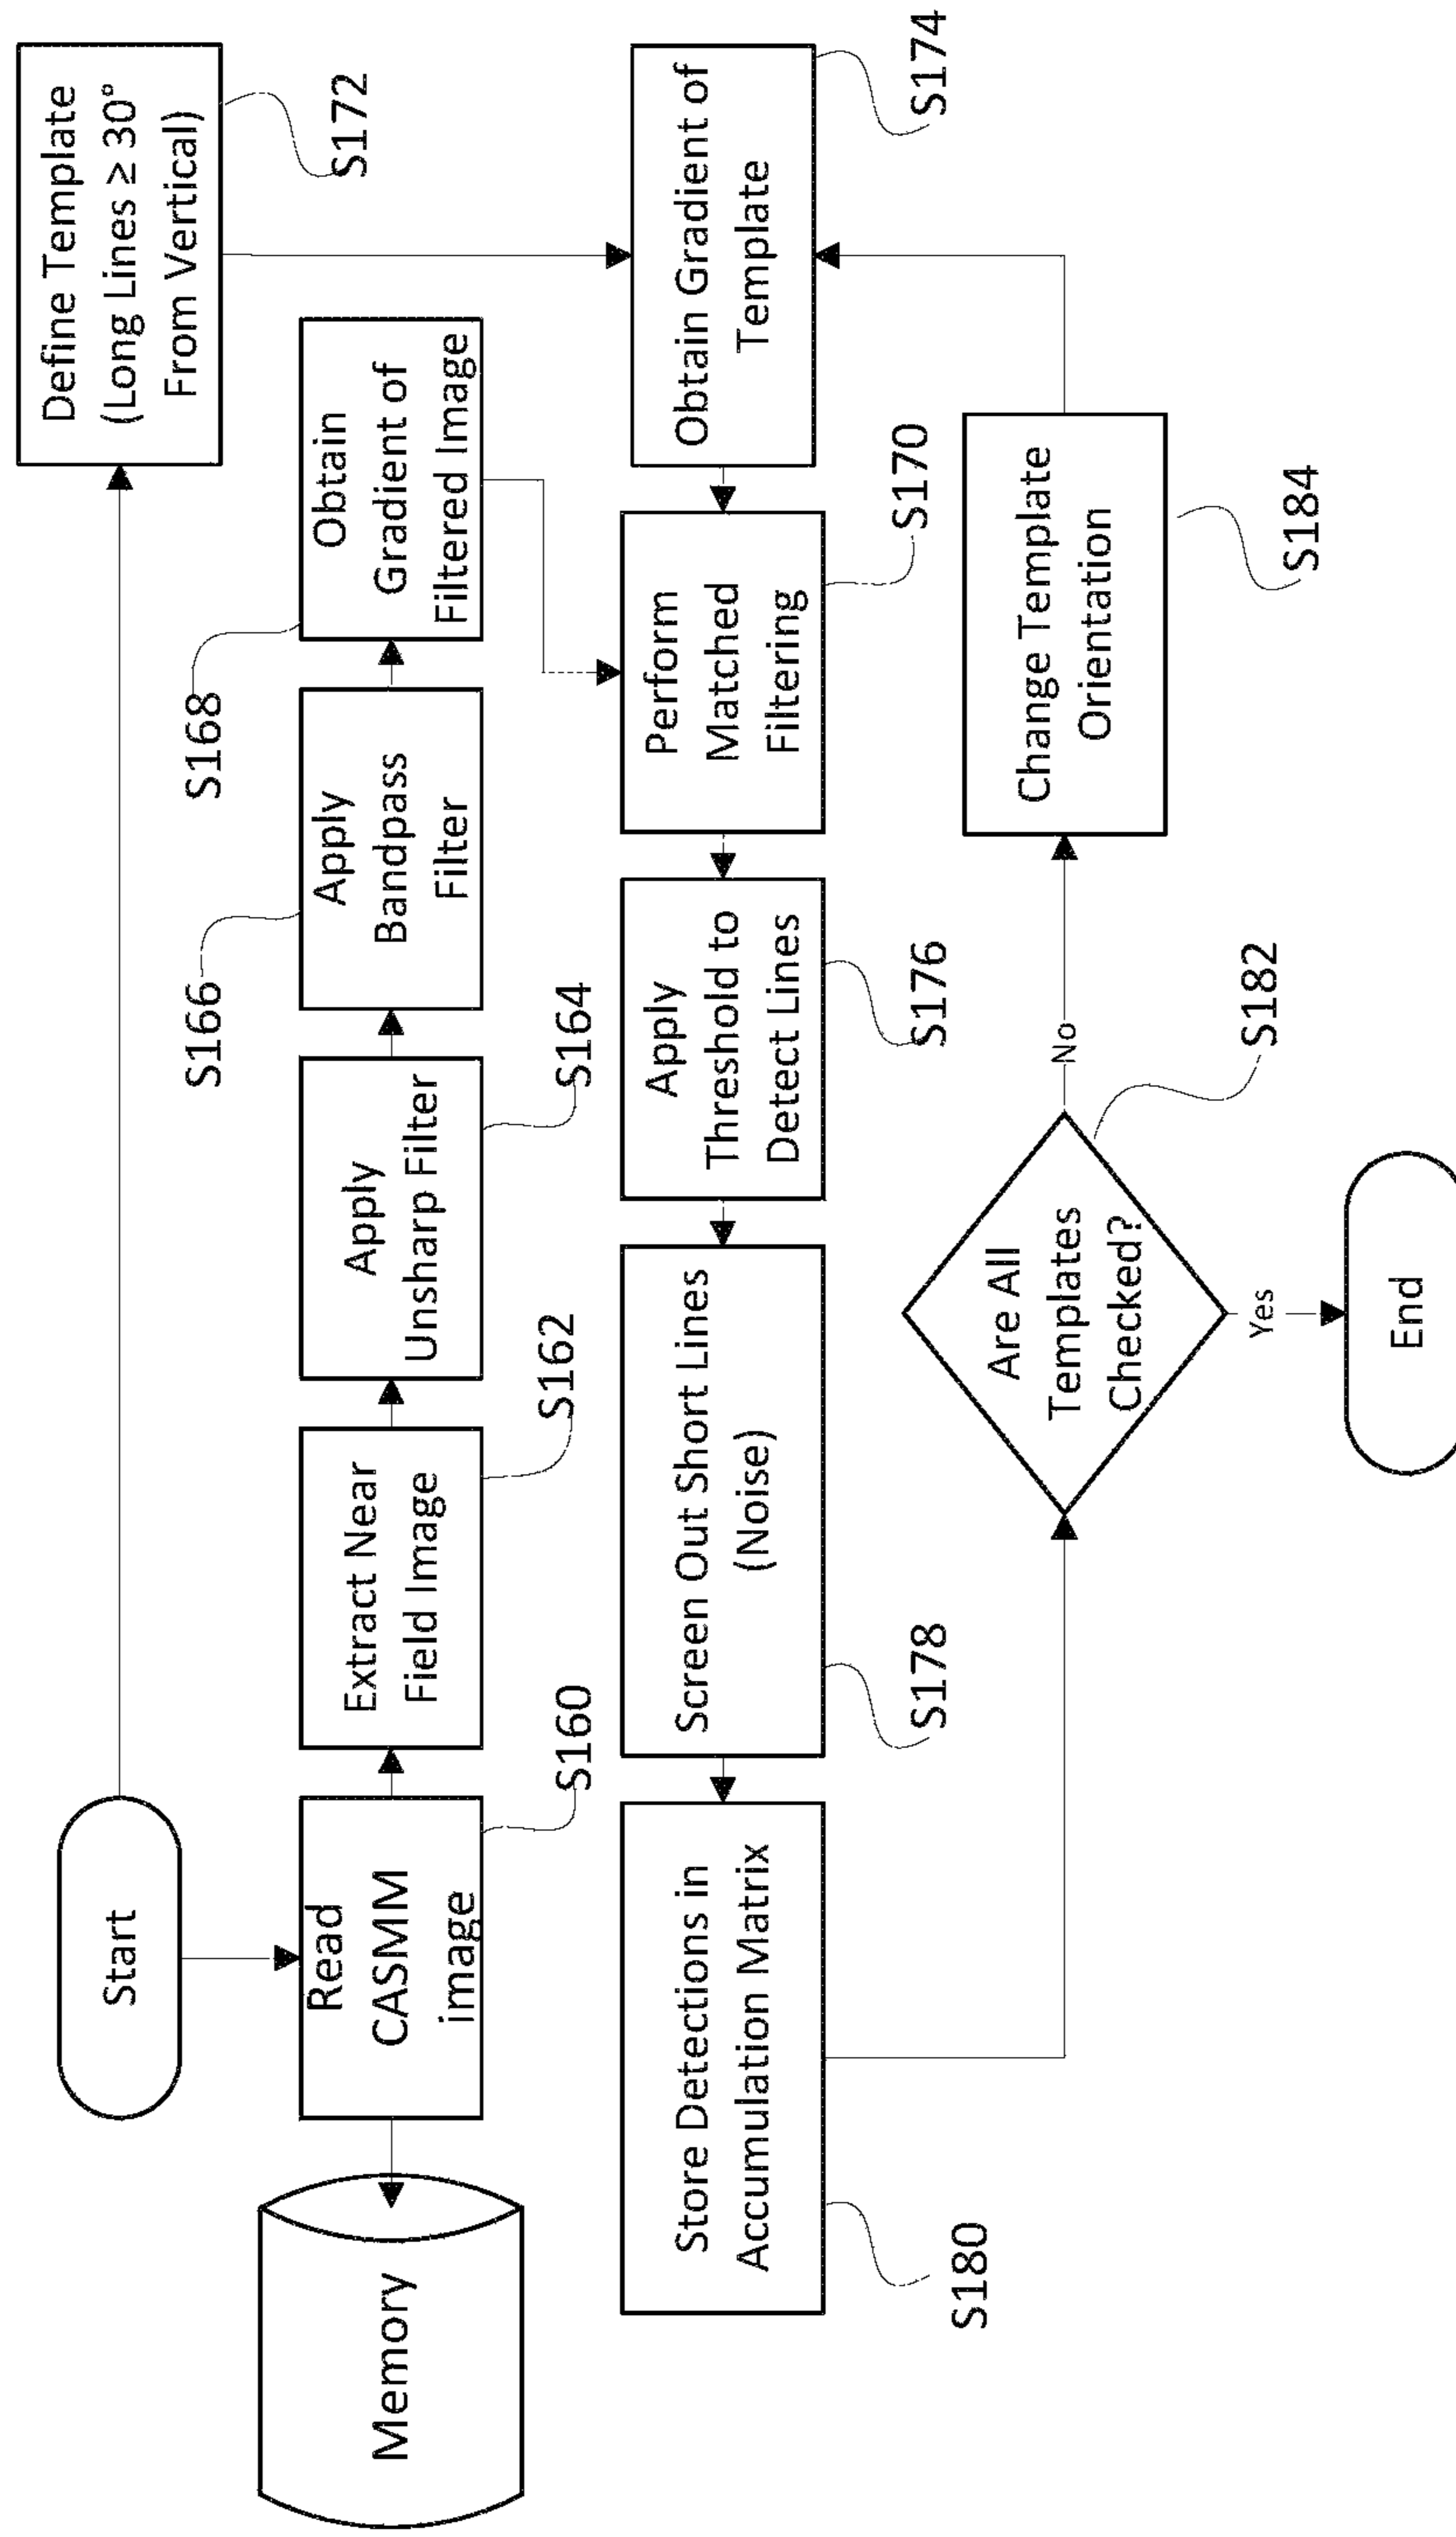 Start
Define Template
(Long Lines ≥ 30°
From Vertical)
S172
Memory
Read
CASMM
image
S160
Extract Near
Field Image
S162
Apply
Unsharp Filter
S164
Apply
Bandpass
Filter
S166
Obtain
Gradient of
Filtered Image
S168
Store Detections in
Accumulation Matrix
S180
Screen Out Short Lines
(Noise)
S178
Apply
Threshold to
Detect Lines
S176
Perform
Matched
Filtering
S170
Obtain Gradient of
Template
S174
Are All
Templates
Checked?
S182
No
Yes
Change Template
Orientation
S184
End